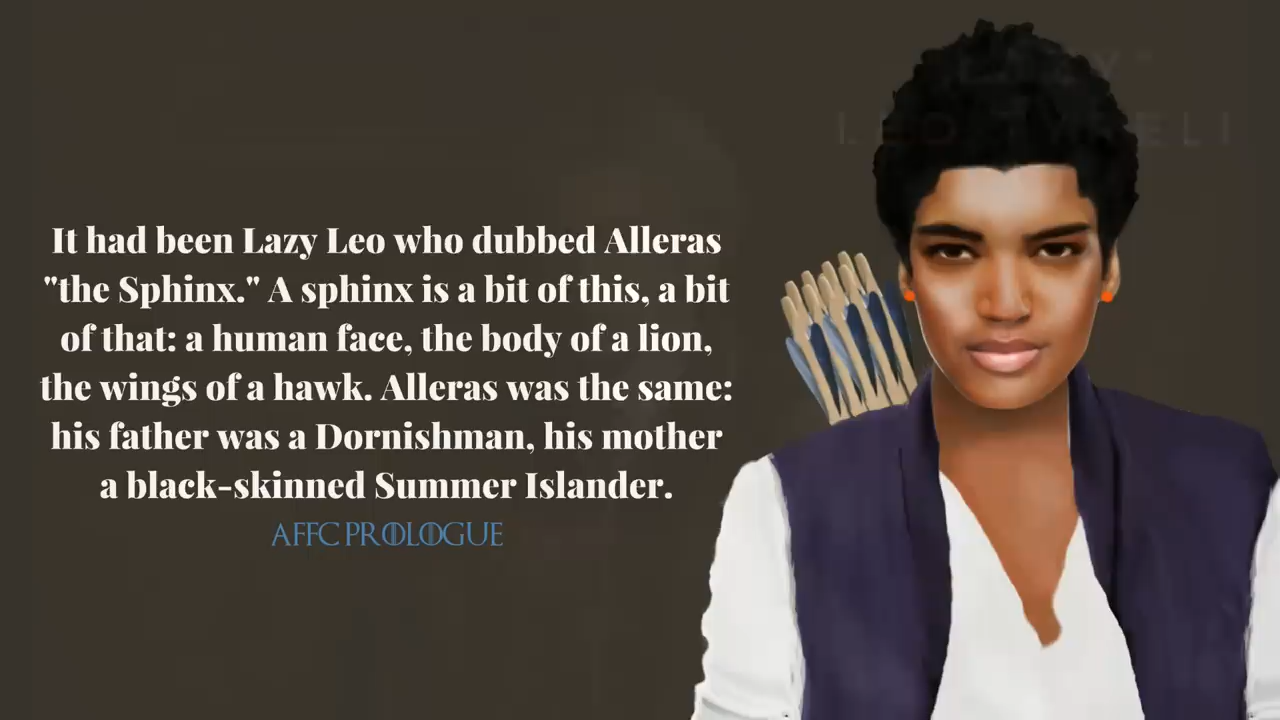 It had been Lazy Leo who dubbed Alleras
"the Sphinx." A sphinx is a bit of this, a bit
of that: a human face, the body of a lion,
the wings of a hawk. Alleras was the same:
his father was a Dornishman, his mother
a black-skinned Summer Islander.
AFFC PROLOGUE